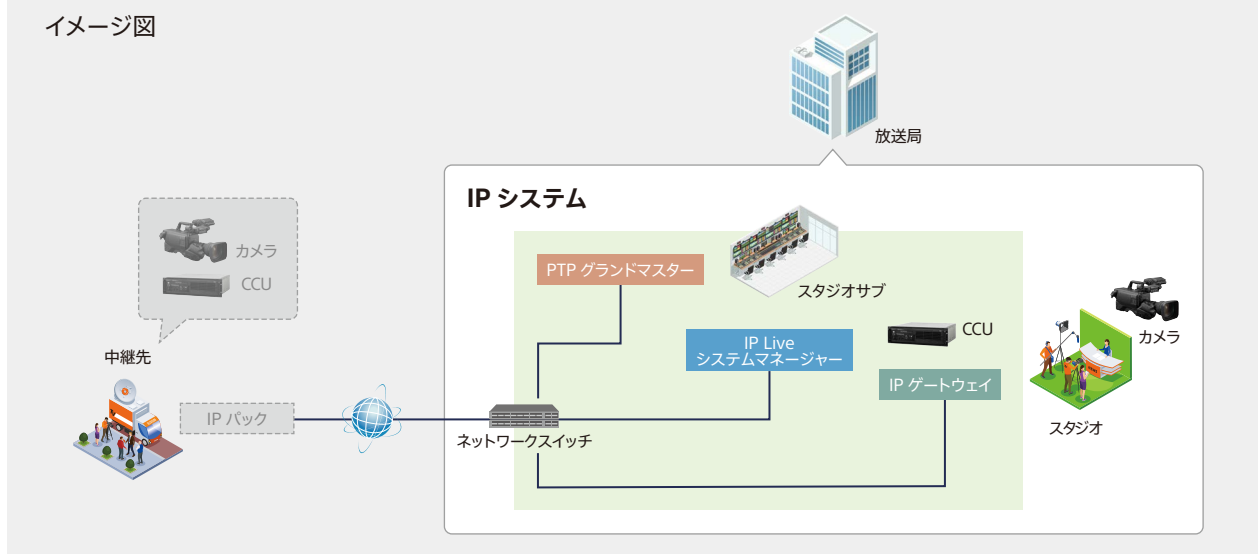 イメージ図
放送局
IP システム
カメラ
CCU
PTP グランドマスター
スタジオサブ
カメラ
CCU
IP Live
システムマネージャー
中継先
IP ゲートウェイ
IP パック
スタジオ
ネットワークスイッチ